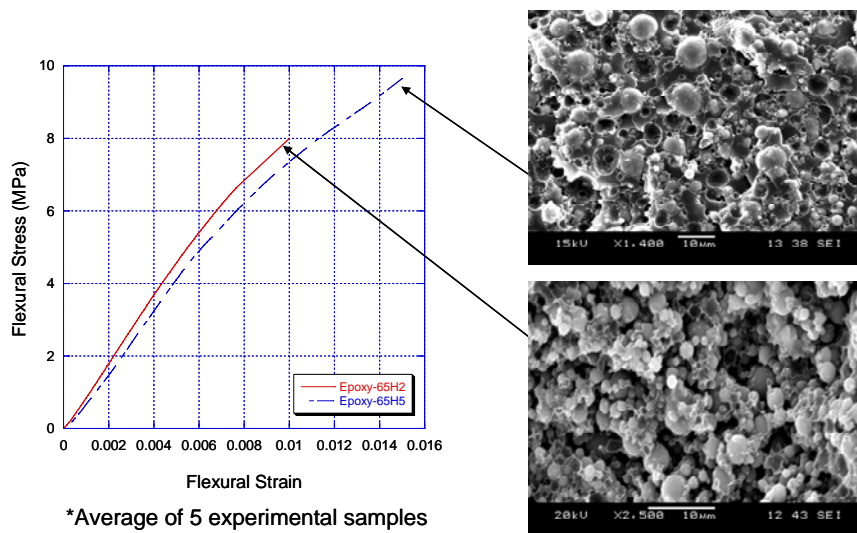 10
8
6
4
2
0
Flexural Stress (MPa)
Epoxy-65H2
Epoxy-65H5
0 0.002 0.004 0.006 0.008 0.01 0.012 0.014 0.016
Flexural Strain
*Average of 5 experimental samples
15kU X1,400 10μm 13 38 SEI
20kU X2,500 10μm 12 43 SEI